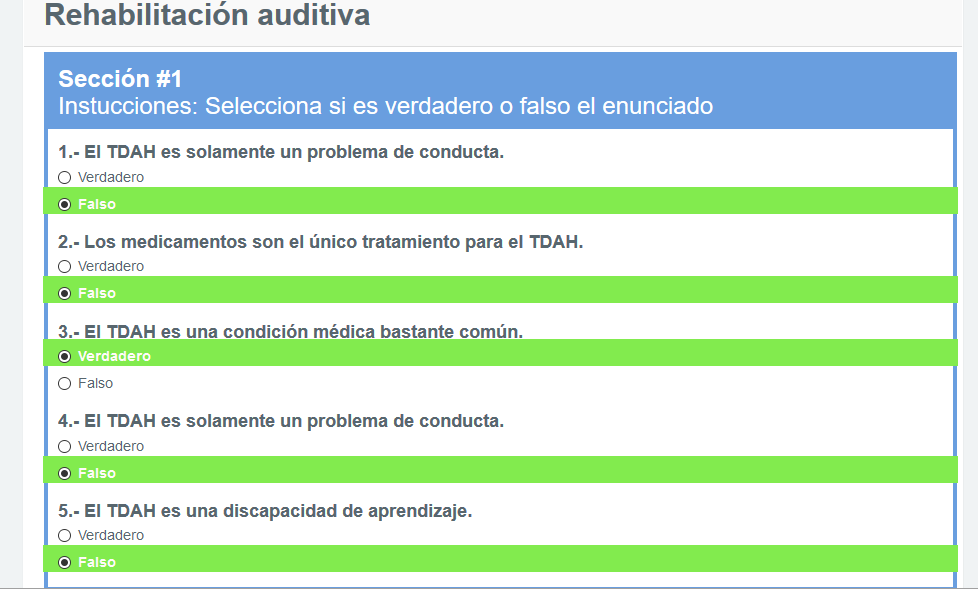 Rehabilitación auditiva
Sección #1
Instucciones: Selecciona si es verdadero o falso el enunciado
1.- El TDAH es solamente un problema de conducta.
Verdadero
Falso
2.- Los medicamentos son el único tratamiento para el TDAH.
Verdadero
Falso
3.- El TDAH es una condición médica bastante común.
Verdadero
Falso
4.- El TDAH es solamente un problema de conducta.
Verdadero
Falso
5.- El TDAH es una discapacidad de aprendizaje.
Verdadero
Falso